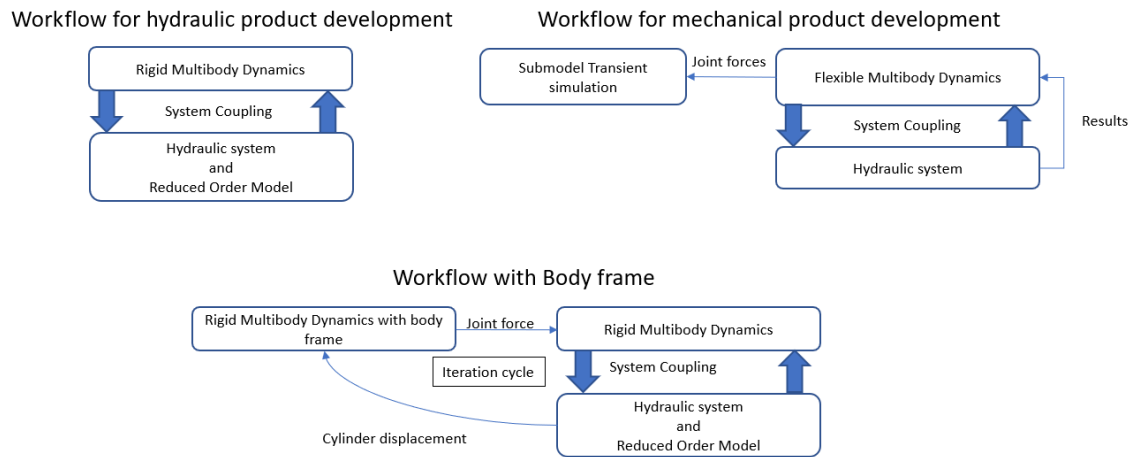 Workflow for hydraulic product development
Rigid Multibody Dynamics
System Coupling
Hydraulic system
and
Reduced Order Model
Workflow for mechanical product development
Submodel Transient
simulation
Joint forces
Flexible Multibody Dynamics
System Coupling
Results
Hydraulic system
Workflow with Body frame
Rigid Multibody Dynamics with body
frame
Joint force
Rigid Multibody Dynamics
Iteration cycle
System Coupling
Hydraulic system
and
Reduced Order Model
Cylinder displacement